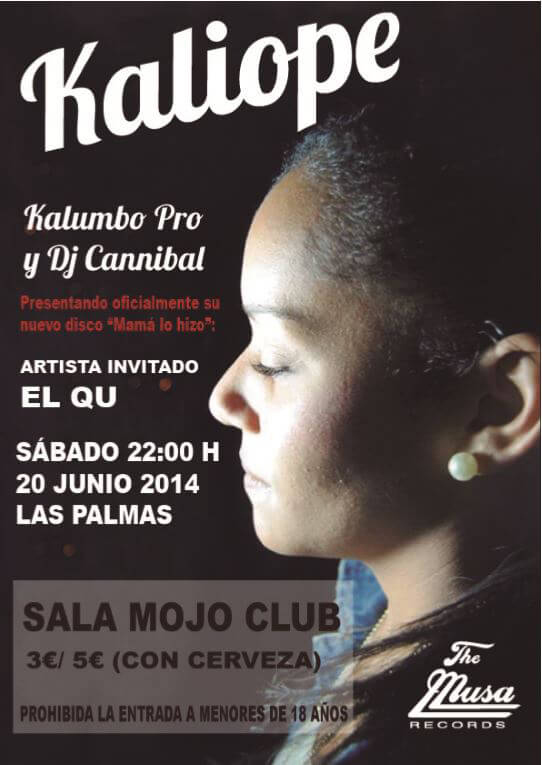 Kaliope
Kalumbo Pro
y Dj Cannibal
Presentando oficialmente su
nuevo disco “Mamá lo hizo”:
ARTISTA INVITADO
EL QU
SÁBADO 22:00 H
20 JUNIO 2014
LAS PALMAS
SALA MOJO CLUB
3€/ 5€ (CON CERVEZA)
PROHIBIDA LA ENTRADA A MENORES DE 18 AÑOS
The
Musa
RECORDS